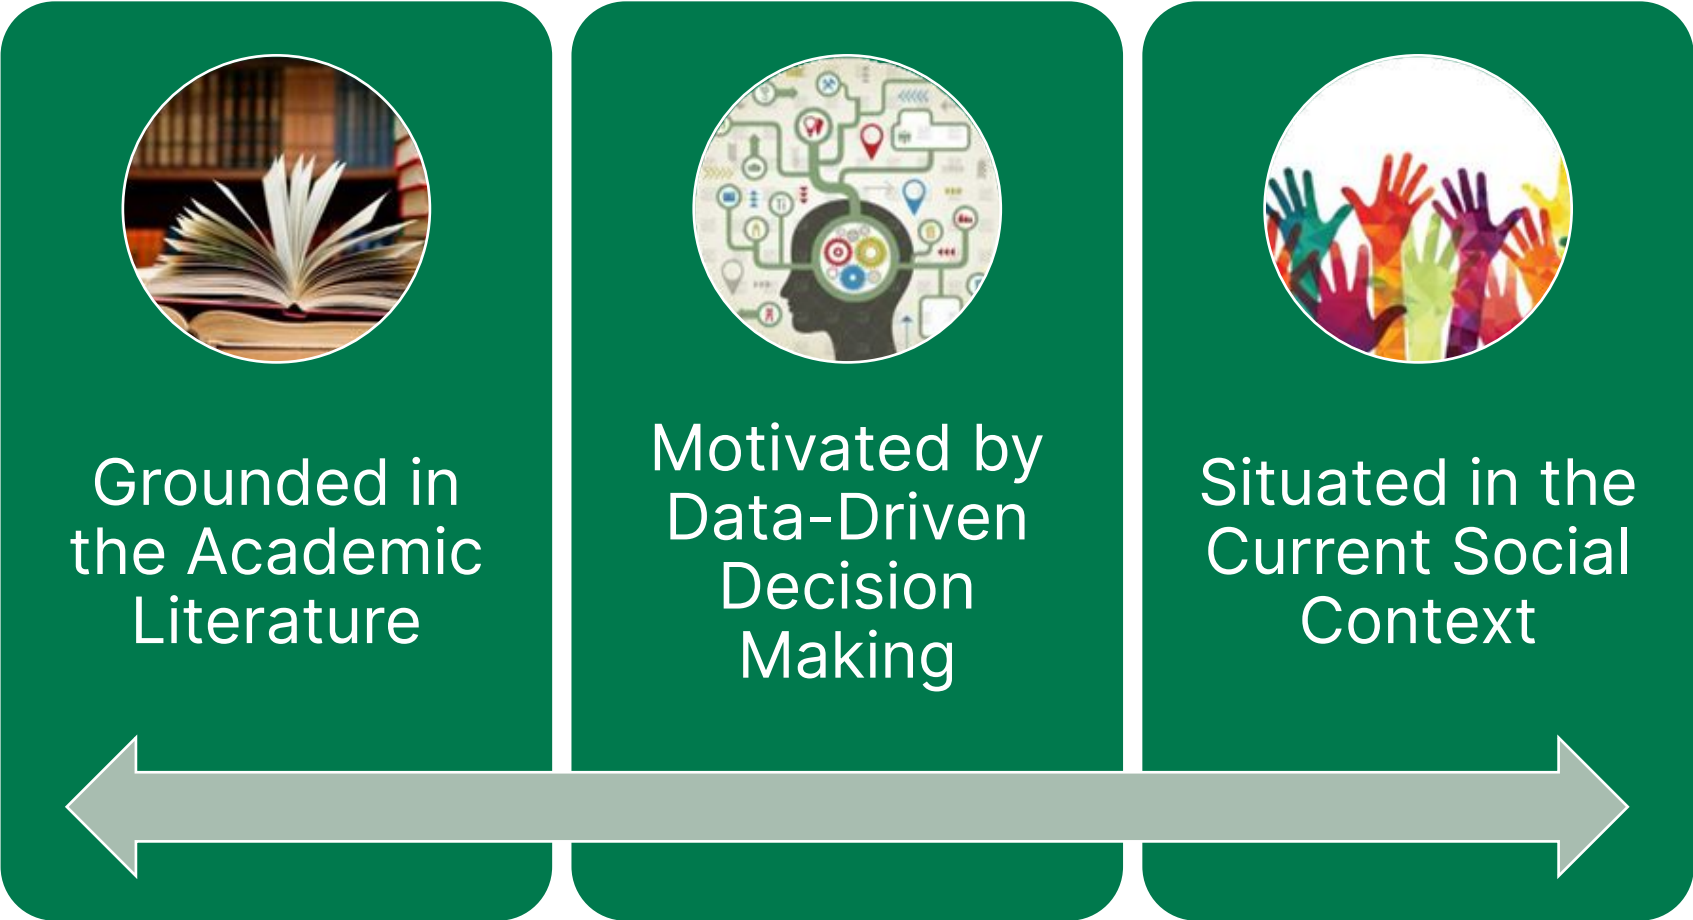 Grounded in
the Academic
Literature
Motivated by
Data-Driven
Decision
Making
Situated in the
Current Social
Context